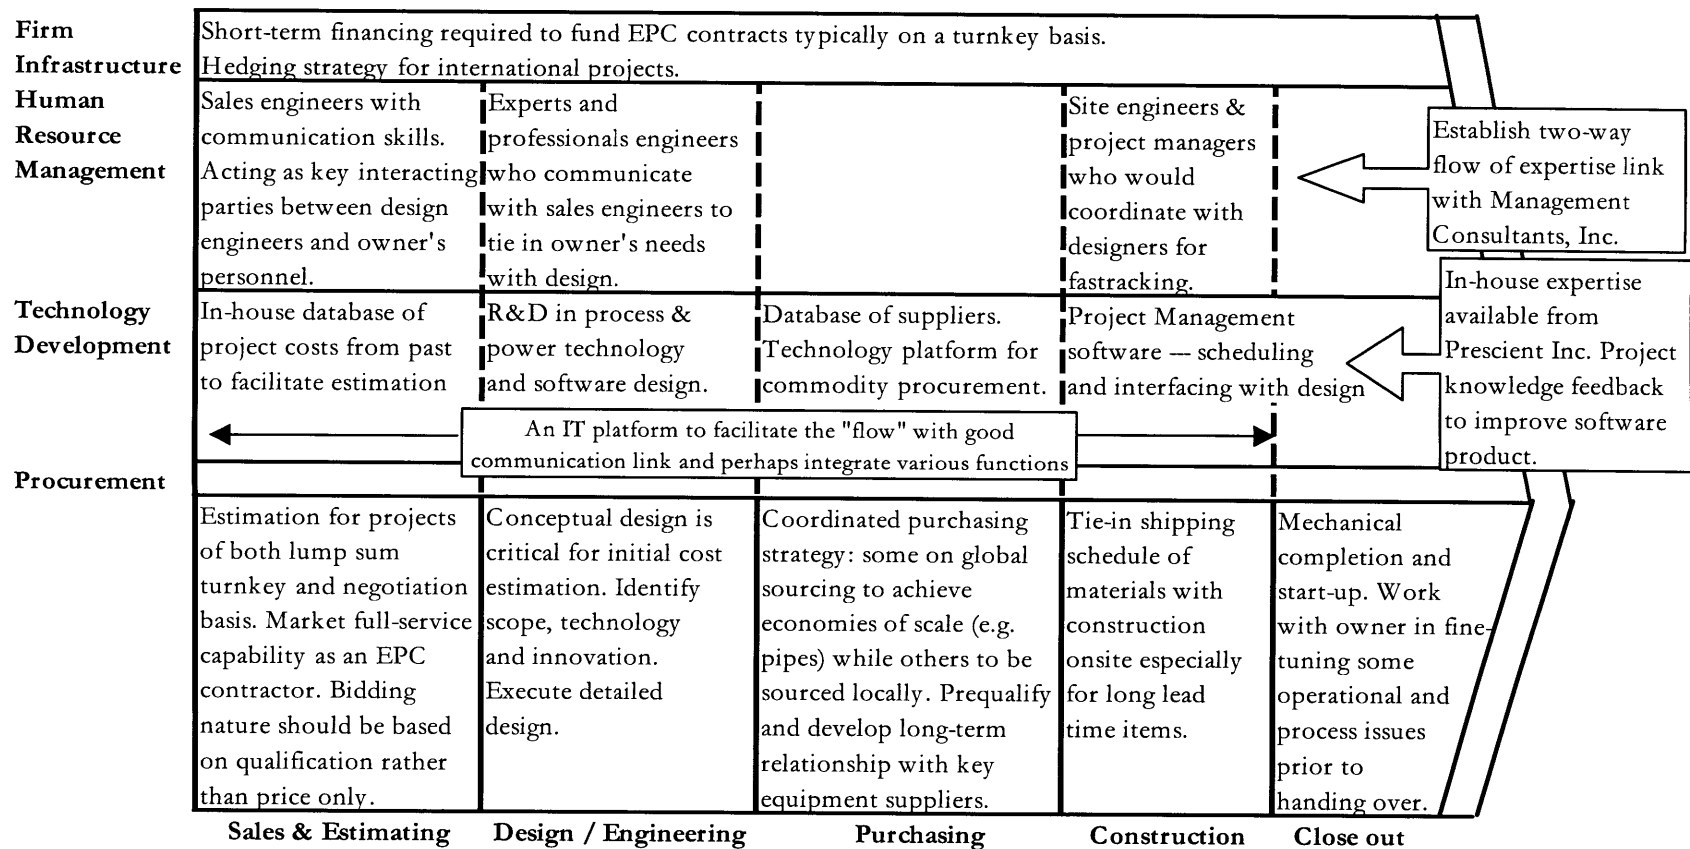 Firm
Infrastructure
Short-term financing required to fund EPC contracts typically on a turnkey basis.
Hedging strategy for international projects.
Human
Resource
Management
Sales engineers with
communication skills.
Acting as key interacting
parties between design
engineers and owner's
personnel.
Experts and
professionals engineers
who communicate
with sales engineers to
tie in owner's needs
with design.
Site engineers &
project managers
who would
coordinate with
designers for
fastracking.
Establish two-way
flow of expertise link
with Management
Consultants, Inc.
Technology
Development
In-house database of
project costs from past
to facilitate estimation
R&D in process &
power technology
and software design.
Database of suppliers.
Technology platform for
commodity procurement.
Project Management
software — scheduling
and interfacing with design
In-house expertise
available from
Prescient Inc. Project
knowledge feedback
to improve software
product.
An IT platform to facilitate the "flow" with good
communication link and perhaps integrate various functions
Procurement
Estimation for projects
of both lump sum
turnkey and negotiation
basis. Market full-service
capability as an EPC
contractor. Bidding
nature should be based
on qualification rather
than price only.
Conceptual design is
critical for initial cost
estimation. Identify
scope, technology
and innovation.
Execute detailed
design.
Coordinated purchasing
strategy: some on global
sourcing to achieve
economies of scale (e.g.
pipes) while others to be
sourced locally. Prequalify
and develop long-term
relationship with key
equipment suppliers.
Tie-in shipping
schedule of
materials with
construction
onsite especially
for long lead
time items.
Mechanical
completion and
start-up. Work
with owner in fine-
tuning some
operational and
process issues
prior to
handing over.
Sales & Estimating
Design / Engineering
Purchasing
Construction
Close out